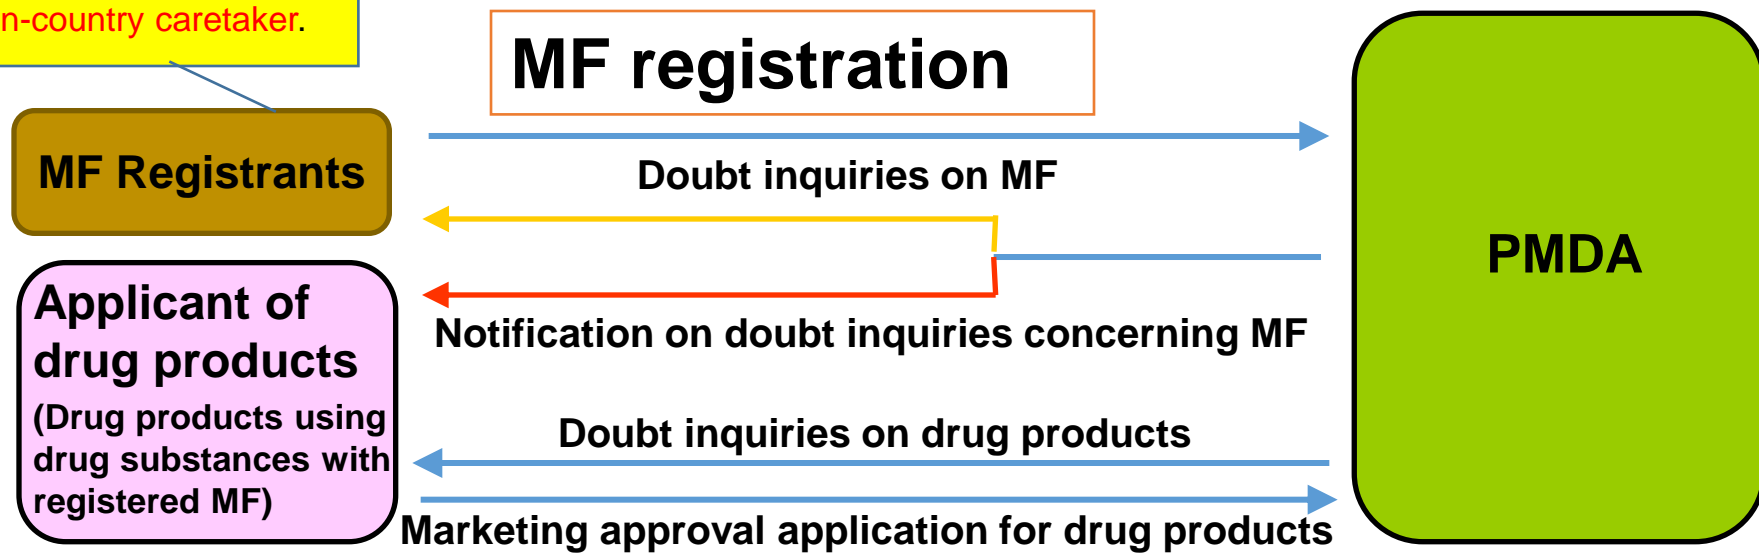 n-country caretaker.
MF registration
MF Registrants
Doubt inquiries on MF
PMDA
Applicant of
drug products
(Drug products using
drug substances with
registered MF)
Notification on doubt inquiries concerning MF
Doubt inquiries on drug products
Marketing approval application for drug products